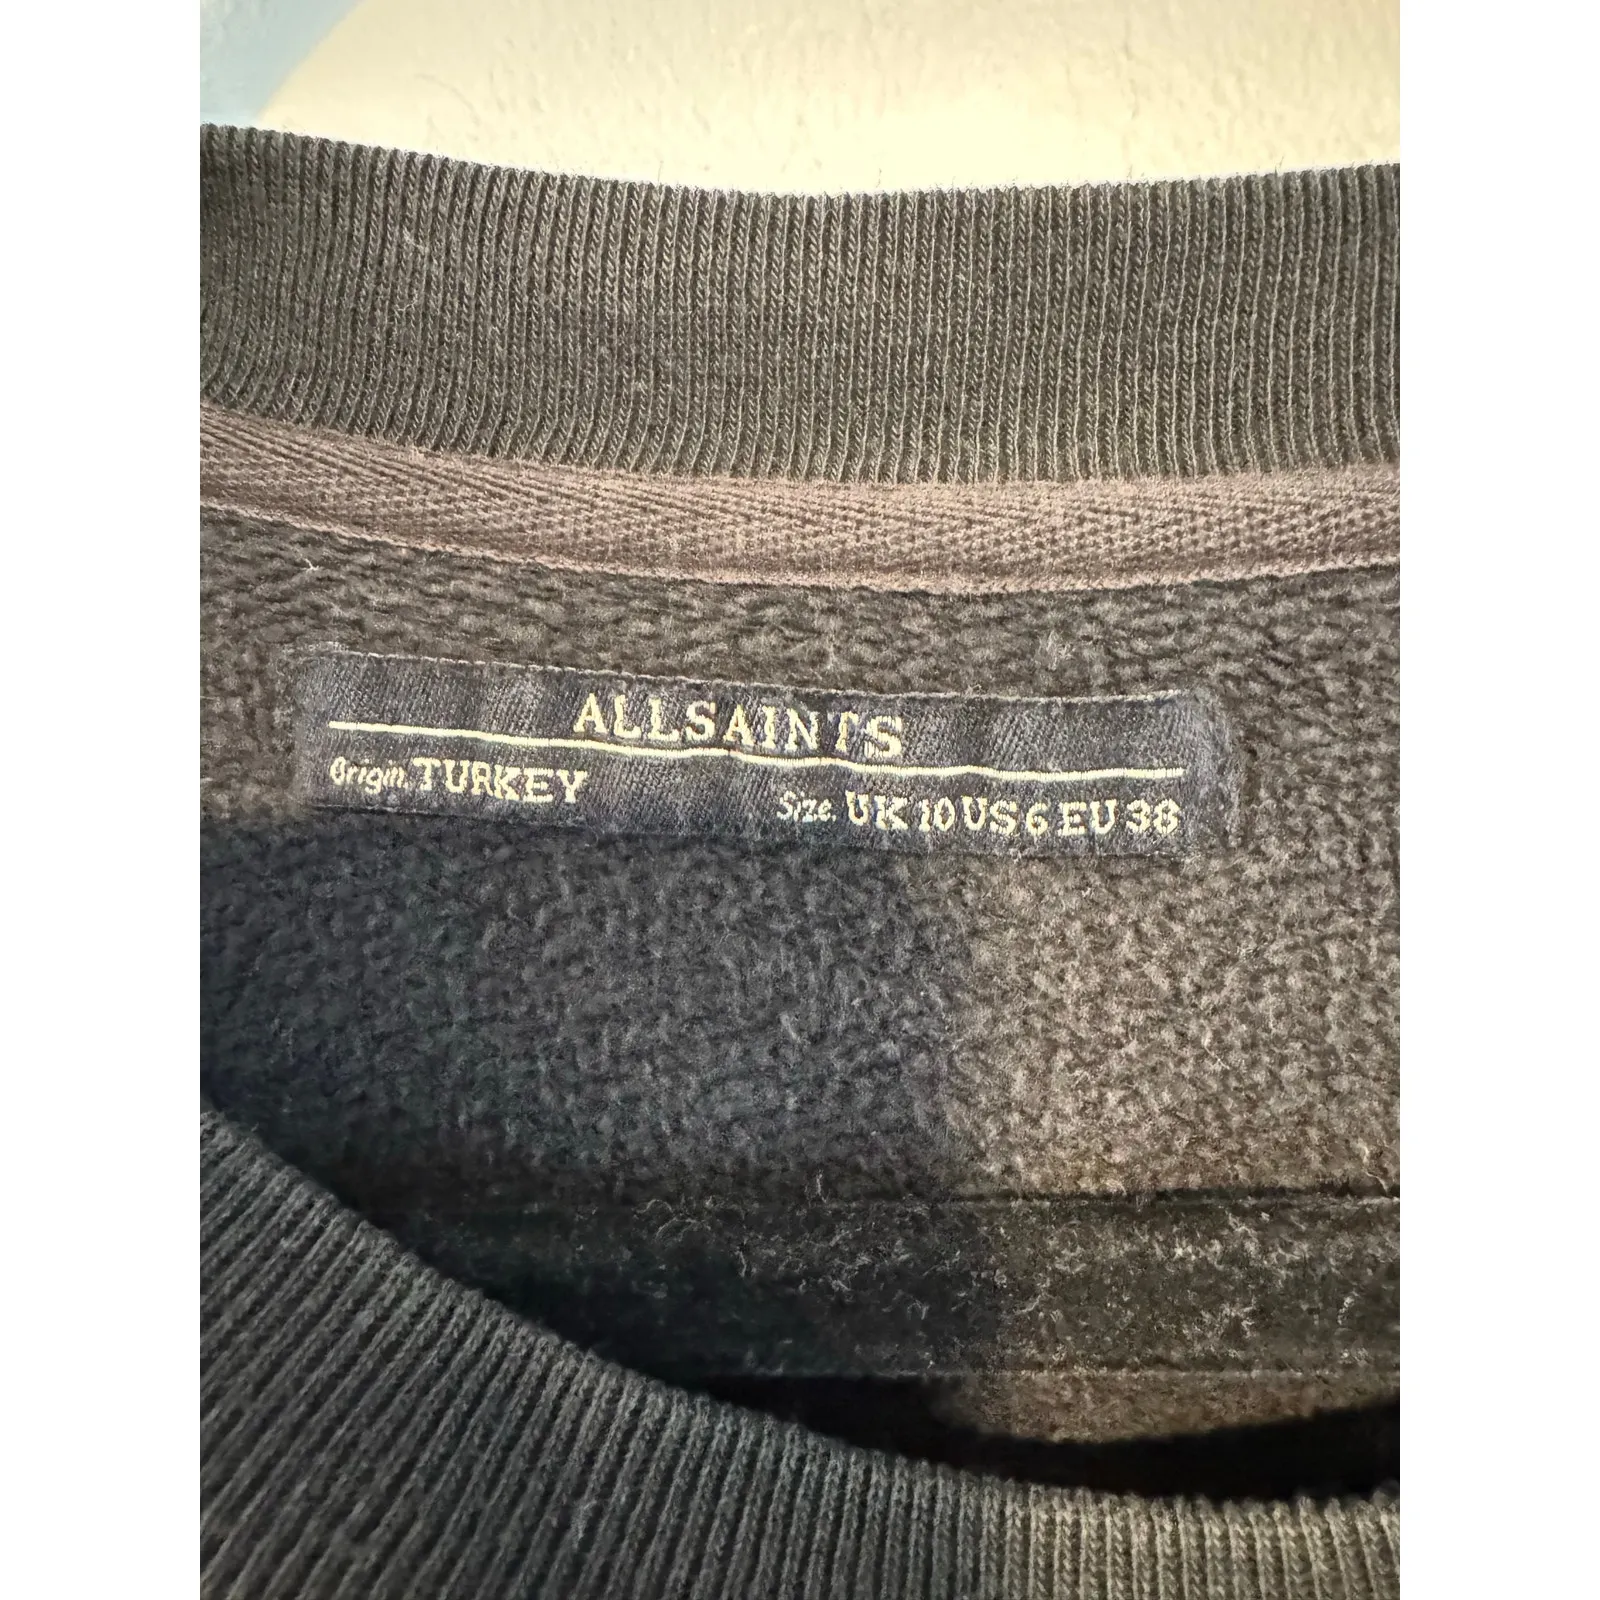 ALLSAINTS
Origin. TURKEY
Size. UK 10 US 6 EU 38